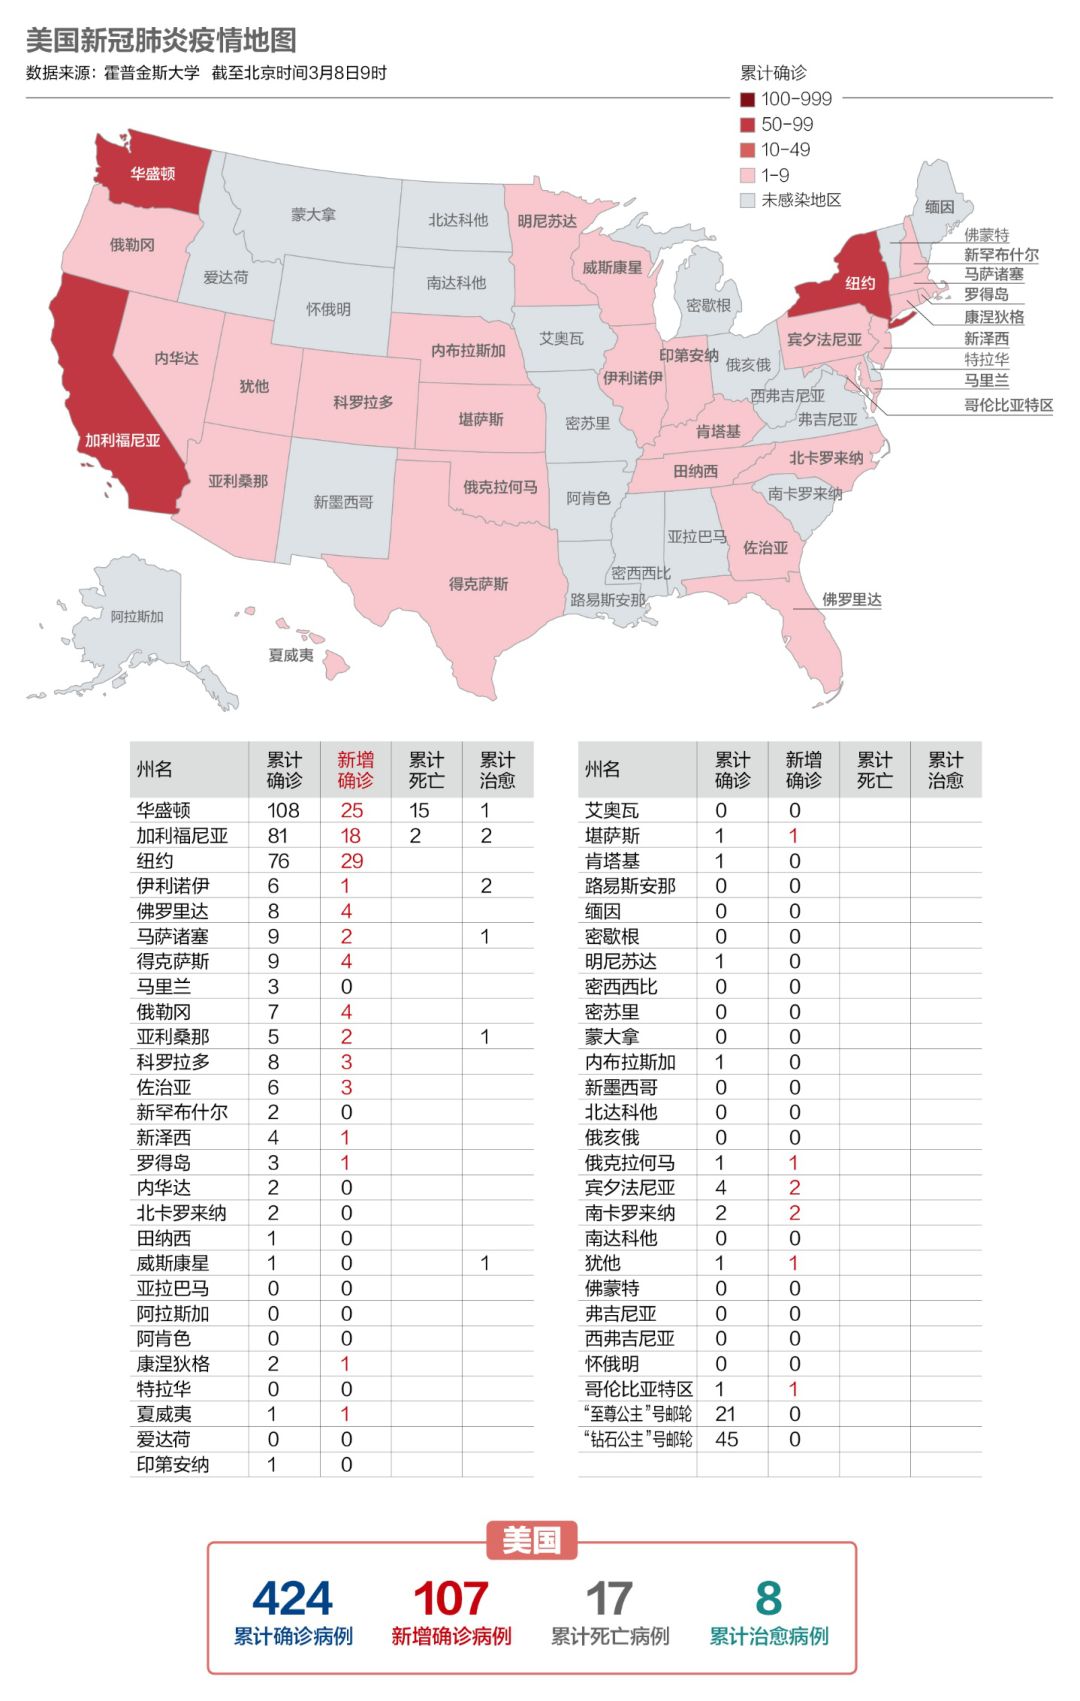 美国新冠肺炎疫情地图
数据来源：霍普金斯大学 截至北京时间3月8日9时
累计确诊
100-999
50-99
10-49
1-9
未感染地区
华盛顿
蒙大拿
北达科他
明尼苏达
缅因
俄勒冈
爱达荷
南达科他
威斯康星
佛蒙特
新罕布什尔
马萨诸塞
罗得岛
康涅狄格
新泽西
特拉华
马里兰
哥伦比亚特区
纽约
怀俄明
密歇根
内华达
犹他
科罗拉多
内布拉斯加
艾奥瓦
伊利诺伊
印第安纳
俄亥俄
宾夕法尼亚
加利福尼亚
堪萨斯
密苏里
肯塔基
西弗吉尼亚
弗吉尼亚
亚利桑那
新墨西哥
俄克拉何马
阿肯色
田纳西
北卡罗来纳
南卡罗来纳
得克萨斯
路易斯安那
密西西比
亚拉巴马
佐治亚
佛罗里达
阿拉斯加
夏威夷
州名 累计确诊 新增确诊 累计死亡 累计治愈
华盛顿 108 25 15 1
加利福尼亚 81 18 2 2
纽约 76 29
伊利诺伊 6 1 2
佛罗里达 8 4
马萨诸塞 9 2 1
得克萨斯 9 4
马里兰 3 0
俄勒冈 7 4
亚利桑那 5 2 1
科罗拉多 8 3
佐治亚 6 3
新罕布什尔 2 0
新泽西 4 1
罗得岛 3 1
内华达 2 0
北卡罗来纳 2 0
田纳西 1 0
威斯康星 1 0 1
亚拉巴马 0 0
阿拉斯加 0 0
阿肯色 0 0
康涅狄格 2 1
特拉华 0 0
夏威夷 1 1
爱达荷 0 0
印第安纳 1 0
州名 累计确诊 新增确诊 累计死亡 累计治愈
艾奥瓦 0 0
堪萨斯 1 1
肯塔基 1 0
路易斯安那 0 0
缅因 0 0
密歇根 0 0
明尼苏达 1 0
密西西比 0 0
密苏里 0 0
蒙大拿 0 0
内布拉斯加 1 0
新墨西哥 0 0
北达科他 0 0
俄亥俄 0 0
俄克拉何马 1 1
宾夕法尼亚 4 2
南卡罗来纳 2 2
南达科他 0 0
犹他 1 1
佛蒙特 0 0
弗吉尼亚 0 0
西弗吉尼亚 0 0
怀俄明 0 0
哥伦比亚特区 1 1
“至尊公主”号邮轮 21 0
“钻石公主”号邮轮 45 0
美国
424 107 17 8
累计确诊病例 新增确诊病例 累计死亡病例 累计治愈病例